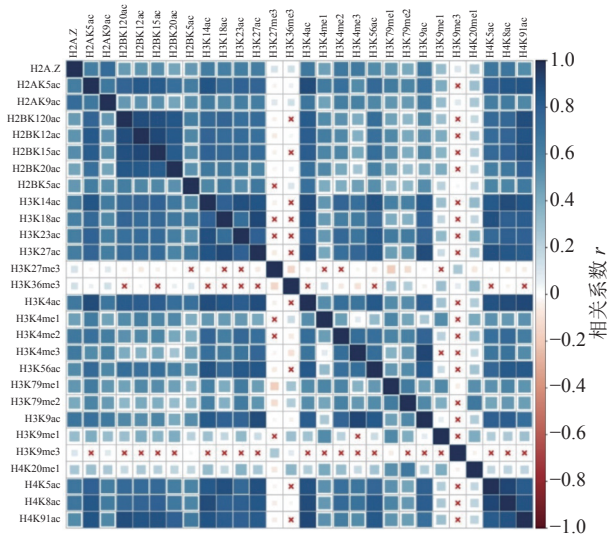 H2A.Z
H2AK5ac
H2AK9ac
H2BK120ac
H2BK12ac
H2BK15ac
H2BK20ac
H2BK5ac
H3K14ac
H3K18ac
H3K23ac
H3K27ac
H3K27me3
H3K36me3
H3K4ac
H3K4me1
H3K4me2
H3K4me3
H3K56ac
H3K79me1
H3K79me2
H3K9ac
H3K9me1
H3K9me3
H4K20me1
H4K5ac
H4K8ac
H4K91ac
H2A.Z
H2AK5ac
H2AK9ac
H2BK120ac
H2BK12ac
H2BK15ac
H2BK20ac
H2BK5ac
H3K14ac
H3K18ac
H3K23ac
H3K27ac
H3K27me3
H3K36me3
H3K4ac
H3K4me1
H3K4me2
H3K4me3
H3K56ac
H3K79me1
H3K79me2
H3K9ac
H3K9me1
H3K9me3
H4K20me1
H4K5ac
H4K8ac
H4K91ac
1.0
0.8
0.6
0.4
0.2
0
−0.2
−0.4
−0.6
−0.8
−1.0
相关系数 r